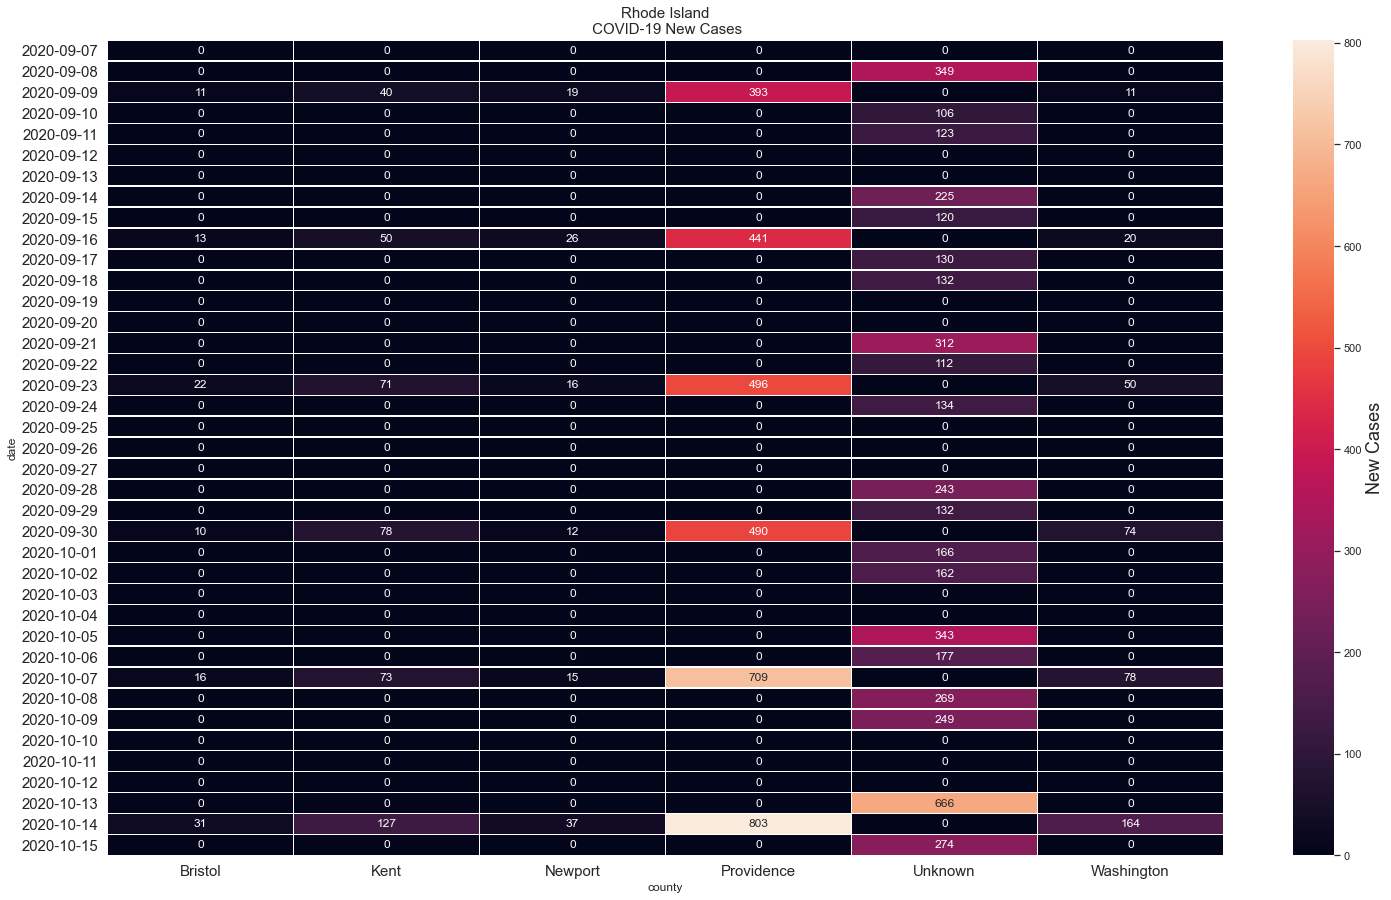 Rhode Island
COVID-19 New Cases
2020-09-07 0 0 0 0 0 0
2020-09-08 0 0 0 0 349 0
2020-09-09 11 40 19 393 0 11
2020-09-10 0 0 0 0 106 0
2020-09-11 0 0 0 0 123 0
2020-09-12 0 0 0 0 0 0
2020-09-13 0 0 0 0 0 0
2020-09-14 0 0 0 0 225 0
2020-09-15 0 0 0 0 120 0
2020-09-16 13 50 26 441 0 20
2020-09-17 0 0 0 0 130 0
2020-09-18 0 0 0 0 132 0
2020-09-19 0 0 0 0 0 0
2020-09-20 0 0 0 0 0 0
2020-09-21 0 0 0 0 312 0
2020-09-22 0 0 0 0 112 0
2020-09-23 22 71 16 496 0 50
2020-09-24 0 0 0 0 134 0
2020-09-25 0 0 0 0 0 0
2020-09-26 0 0 0 0 0 0
2020-09-27 0 0 0 0 0 0
2020-09-28 0 0 0 0 243 0
2020-09-29 0 0 0 0 132 0
2020-09-30 10 78 12 490 0 74
2020-10-01 0 0 0 0 166 0
2020-10-02 0 0 0 0 162 0
2020-10-03 0 0 0 0 0 0
2020-10-04 0 0 0 0 0 0
2020-10-05 0 0 0 0 343 0
2020-10-06 0 0 0 0 177 0
2020-10-07 16 73 15 709 0 78
2020-10-08 0 0 0 0 269 0
2020-10-09 0 0 0 0 249 0
2020-10-10 0 0 0 0 0 0
2020-10-11 0 0 0 0 0 0
2020-10-12 0 0 0 0 0 0
2020-10-13 0 0 0 0 666 0
2020-10-14 31 127 37 803 0 164
2020-10-15 0 0 0 0 274 0
Bristol Kent Newport Providence Unknown Washington
county
date
800
700
600
500
400
300
200
100
0
New Cases